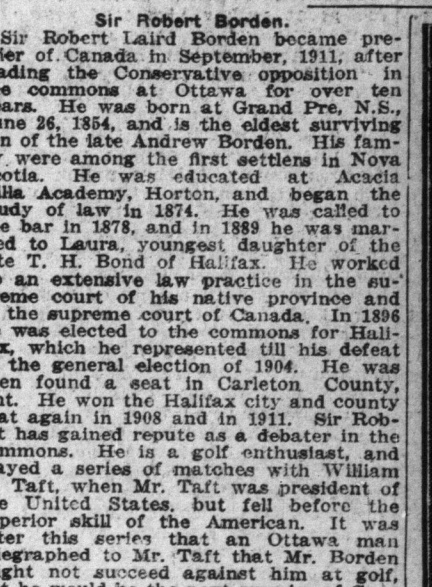 Sir Robert Borden.
Sir Robert Laird Borden became pre-
ier of Canada in September, 1911, after
ading the Conservative opposition in
e commons at Ottawa for over ten
ars. He was born at Grand Pre, N.S.,
une 26, 1854, and is the eldest surviving
n of the late Andrew Borden. His fam-
y were among the first settlers in Nova
otia. He was educated at Acacia
illa Academy, Horton, and began the
udy of law in 1874. He was called to
e bar in 1878, and in 1889 he was mar-
ed to Laura, youngest daughter of the
te T. H. Bond of Halifax. He worked
p an extensive law practice in the su-
eme court of his native province and
the supreme court of Canada. In 1896
was elected to the commons for Hali-
x, which he represented till his defeat
the general election of 1904. He was
en found a seat in Carleton County,
nt. He won the Halifax city and county
at again in 1908 and in 1911. Sir Rob-
t has gained repute as a debater in the
mmons. He is a golf enthusiast, and
ayed a series of matches with William
Taft, when Mr. Taft was president of
e United States, but fell before the
perior skill of the American. It was
ter this series that an Ottawa man
legraphed to Mr. Taft that Mr. Borden
ght not succeed against him at golf,